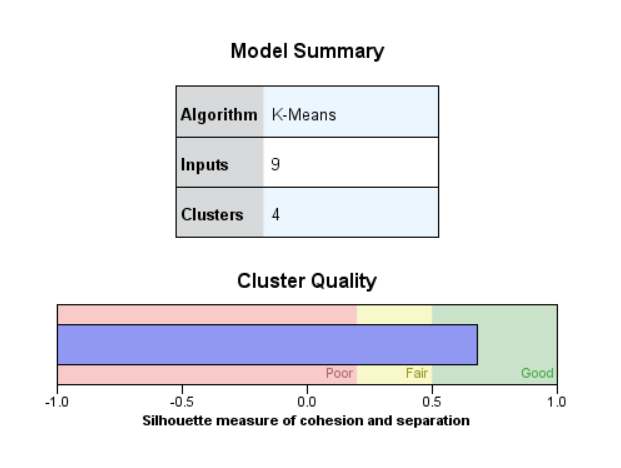 Model Summary
Algorithm K-Means
Inputs 9
Clusters 4
Cluster Quality
Poor Fair Good
-1.0 -0.5 0.0 0.5 1.0
Silhouette measure of cohesion and separation